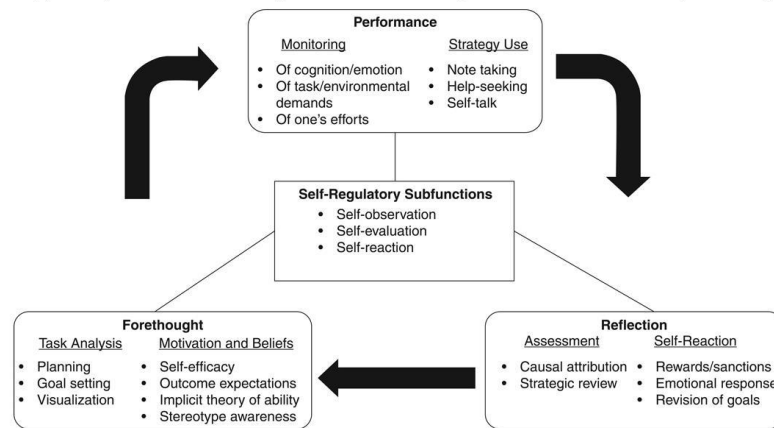 Performance
Monitoring
• Of cognition/emotion
• Of task/environmental
demands
• Of one's efforts
Strategy Use
• Note taking
• Help-seeking
• Self-talk
Self-Regulatory Subfunctions
• Self-observation
• Self-evaluation
• Self-reaction
Forethought
Task Analysis
• Planning
• Goal setting
• Visualization
Motivation and Beliefs
• Self-efficacy
• Outcome expectations
• Implicit theory of ability
• Stereotype awareness
Reflection
Assessment
• Causal attribution
• Strategic review
Self-Reaction
• Rewards/sanctions
• Emotional response
• Revision of goals